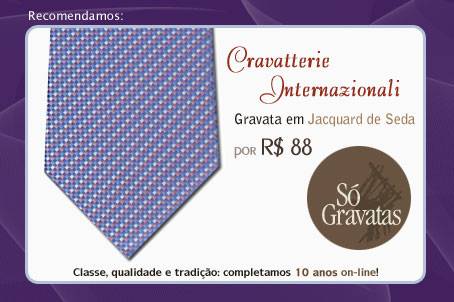 Recomendamos:
Cravatterie
Internazionali
Gravata em Jacquard de Seda
por R$ 88
Só
Gravatas
Classe, qualidade e tradição: completamos 10 anos on-line!